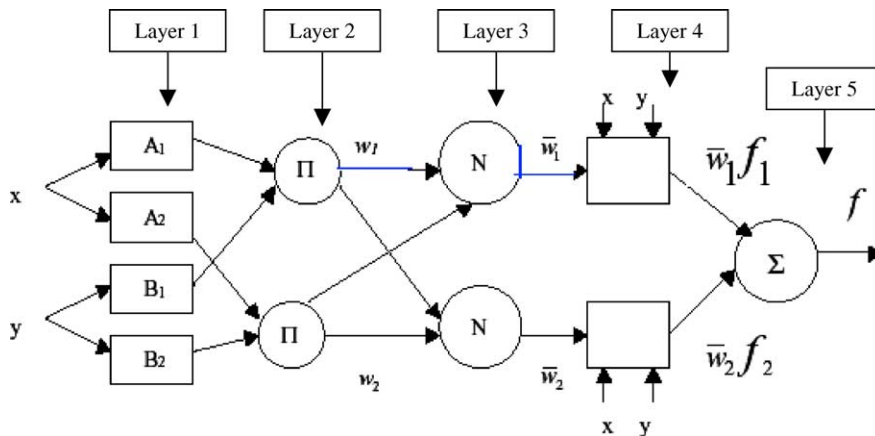 Layer 1
Layer 2
Layer 3
Layer 4
Layer 5
x y
A1
w1
w̅1
w̅1f1
Π
N
x
A2
f
B1
Σ
y
Π
N
B2
w2
w̅2
w̅2f2
x y